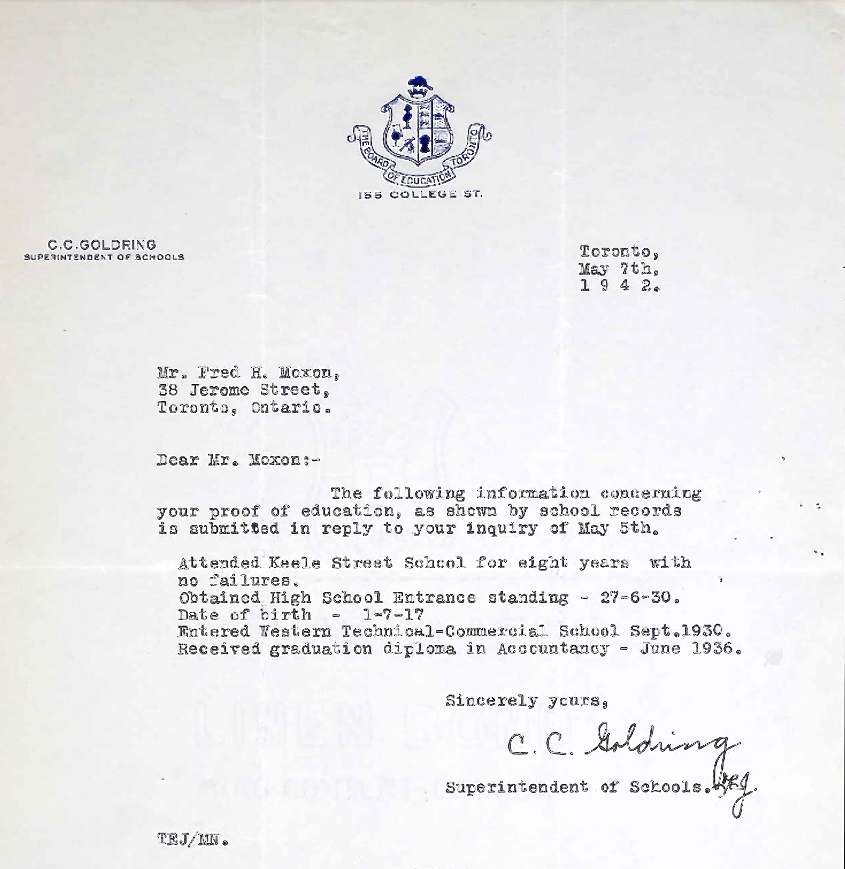 THE BOARD OF EDUCATION TORONTO
155 COLLEGE ST.
C.C.GOLDRING
SUPERINTENDENT OF SCHOOLS
Toronto,
May 7th,
1 9 4 2.
Mr. Fred H. Moxon,
38 Jerome Street,
Toronto, Ontario.
Dear Mr. Moxon:-
The following information concerning
your proof of education, as shown by school records
is submitted in reply to your inquiry of May 5th.
Attended Keele Street School for eight years with
no failures.
Obtained High School Entrance standing - 27-6-30.
Date of birth - 1-7-17
Entered Western Technical-Commercial School Sept.1930.
Received graduation diploma in Accountancy - June 1936.
Sincerely yours,
C. C. Goldring
Superintendent of Schools.
TEJ/MN.